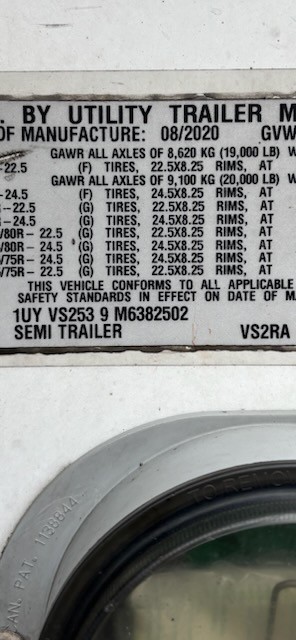 . BY UTILITY TRAILER M
OF MANUFACTURE: 08/2020 GVW
GAWR ALL AXLES OF 8,620 KG (19,000 LB) W
-22.5 (F) TIRES, 22.5X8.25 RIMS, AT
GAWR ALL AXLES OF 9,100 KG (20,000 LB) W
-24.5 (F) TIRES, 24.5X8.25 RIMS, AT
-22.5 (G) TIRES, 22.5X8.25 RIMS, AT
-24.5 (G) TIRES, 24.5X8.25 RIMS, AT
/80R-22.5 (G) TIRES, 22.5X8.25 RIMS, AT
/80R-24.5 (G) TIRES, 24.5X8.25 RIMS, AT
/75R-24.5 (G) TIRES, 24.5X8.25 RIMS, AT
/75R-22.5 (G) TIRES, 22.5X8.25 RIMS, AT
THIS VEHICLE CONFORMS TO ALL APPLICABLE
SAFETY STANDARDS IN EFFECT ON DATE OF MA
1UY VS253 9 M6382502
SEMI TRAILER VS2RA
CAN. PAT. 1138844
TO REMO